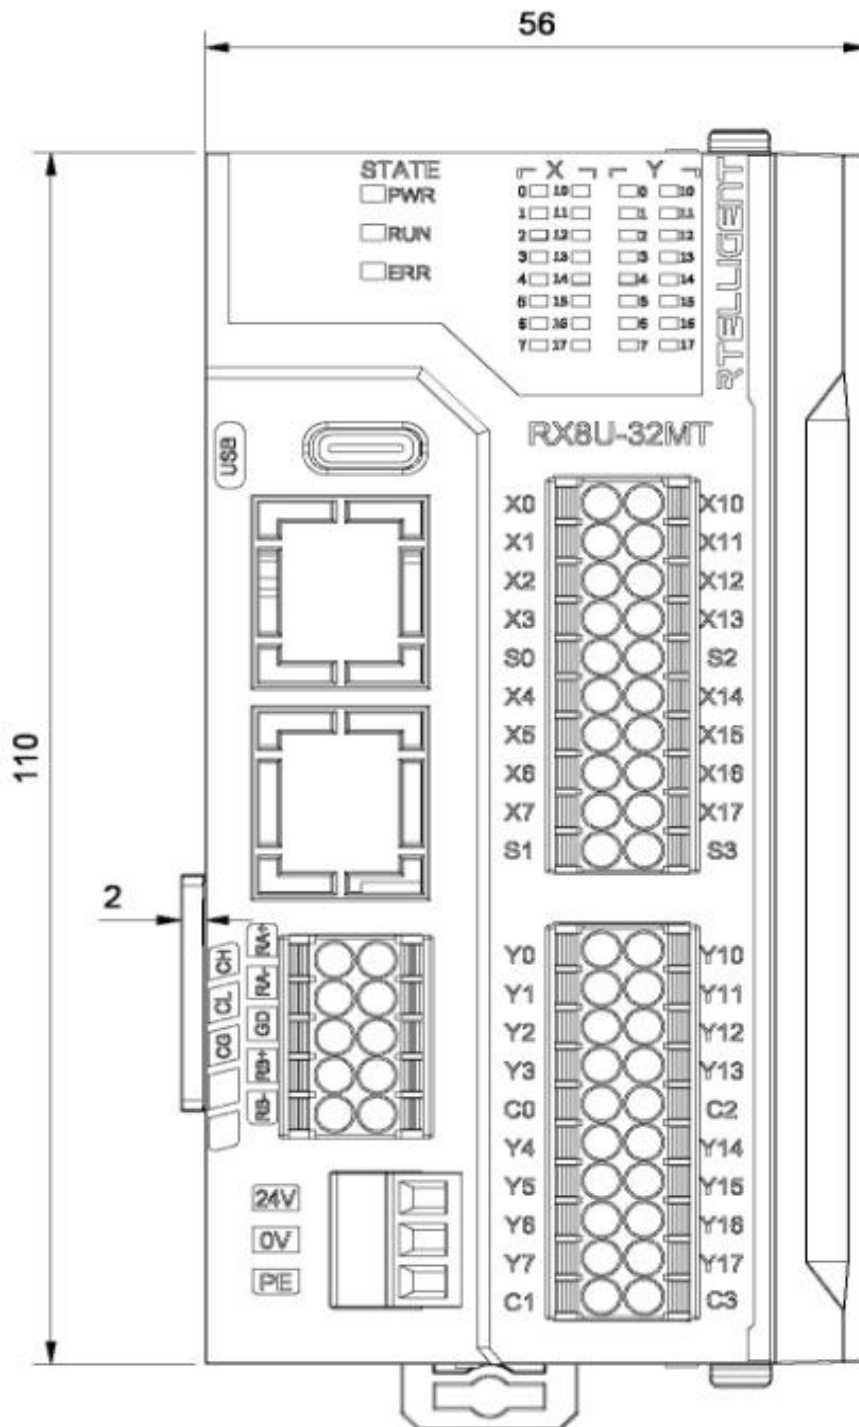 56
STATE
PWR
RUN
ERR
X Y
0 10 0 10
1 11 1 11
2 12 2 12
3 13 3 13
4 14 4 14
5 15 5 15
6 16 6 16
7 17 7 17
RTELLIGENT
RX8U-32MT
USB
X0 X10
X1 X11
X2 X12
X3 X13
S0 S2
X4 X14
X5 X15
X6 X16
X7 X17
S1 S3
110
2
CH RA+
CL RA-
CG GD
RB+
RB-
Y0 Y10
Y1 Y11
Y2 Y12
Y3 Y13
C0 C2
Y4 Y14
Y5 Y15
Y6 Y16
Y7 Y17
C1 C3
24V
0V
PE